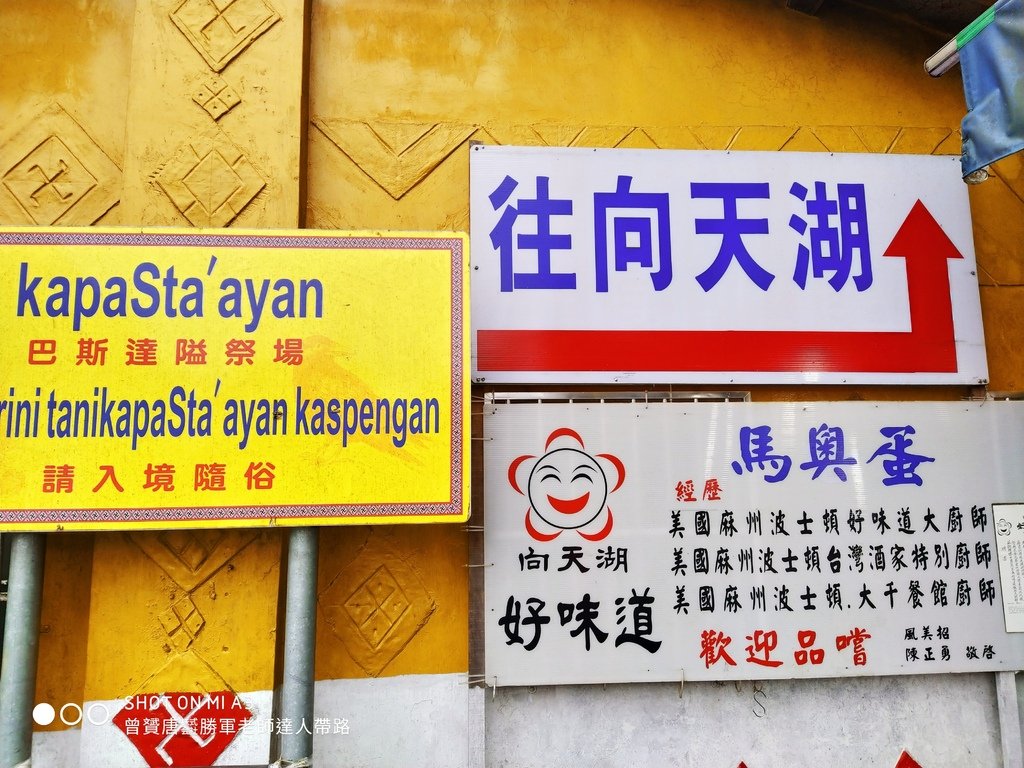 kapaSta'ayan
巴斯達隘祭場
rini tanikapaSta'ayan kaspengan
請入境隨俗
往向天湖
馬奧蛋
經歷
美國麻州波士頓好味道大廚師
美國麻州波士頓台灣酒家特別廚師
美國麻州波士頓.大千餐館廚師
向天湖
好味道
歡迎品嚐
風美招
陳正勇 敬啓
SHOT ON MI A
曾贊唐 勝軍老師達人帶路